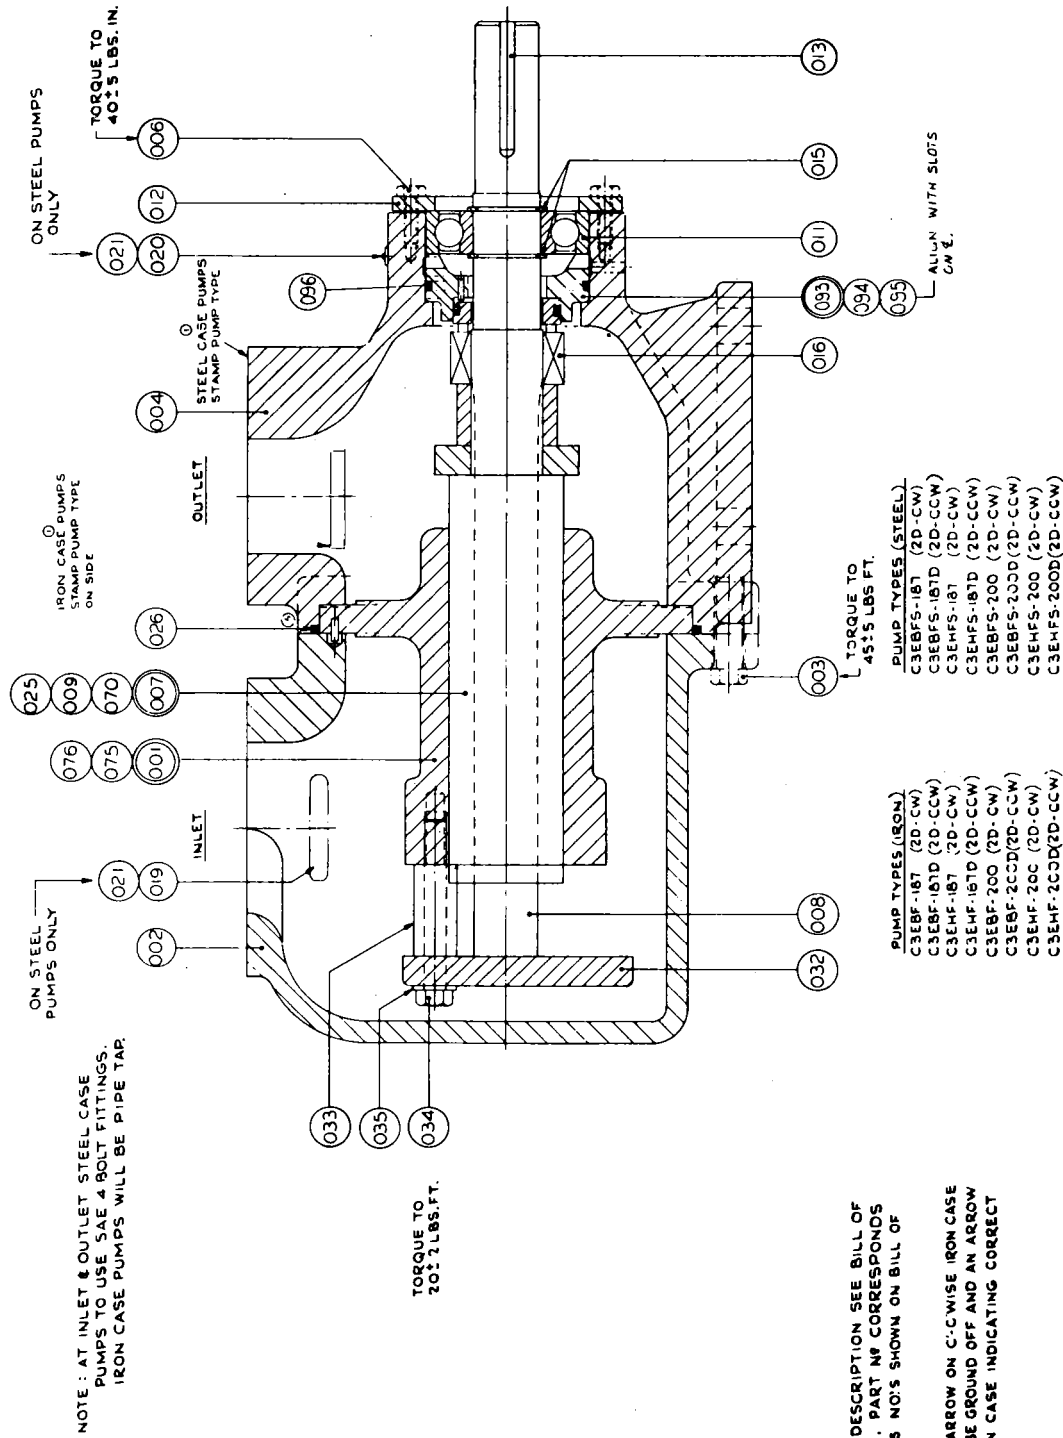 NOTE : AT INLET & OUTLET STEEL CASE
PUMPS TO USE SAE 4 BOLT FITTINGS.
IRON CASE PUMPS WILL BE PIPE TAP.
ON STEEL
PUMPS ONLY
002
021
019
INLET
076
075
001
025
009
070
007
026
IRON CASE PUMPS
STAMP PUMP TYPE
ON SIDE
OUTLET
004
STEEL CASE PUMPS
STAMP PUMP TYPE
096
ON STEEL PUMPS
ONLY
021
020
012
006
TORQUE TO
40±5 LBS. IN.
033
035
034
TORQUE TO
20±2 LBS.FT.
032
008
003
TORQUE TO
45±5 LBS FT.
016
093
094
095
ALIGN WITH SLOTS
011
015
013
PUMP TYPES (IRON)
C3EBF-187 (2D-CW)
C3EBF-187D (2D-CCW)
C3EHF-187 (2D-CW)
C3EHF-187D (2D-CCW)
C3EBF-200 (2D-CW)
C3EBF-200D (2D-CCW)
C3EHF-200 (2D-CW)
C3EHF-200D (2D-CCW)
PUMP TYPES (STEEL)
C3EBFS-187 (2D-CW)
C3EBFS-187D (2D-CCW)
C3EHFS-187 (2D-CW)
C3EHFS-187D (2D-CCW)
C3EBFS-200 (2D-CW)
C3EBFS-200D (2D-CCW)
C3EHFS-200 (2D-CW)
C3EHFS-200D (2D-CCW)
DESCRIPTION SEE BILL OF
. PART Nº CORRESPONDS
NO'S SHOWN ON BILL OF
ARROW ON C-C'WISE IRON CASE
GROUND OFF AND AN ARROW
CASE INDICATING CORRECT